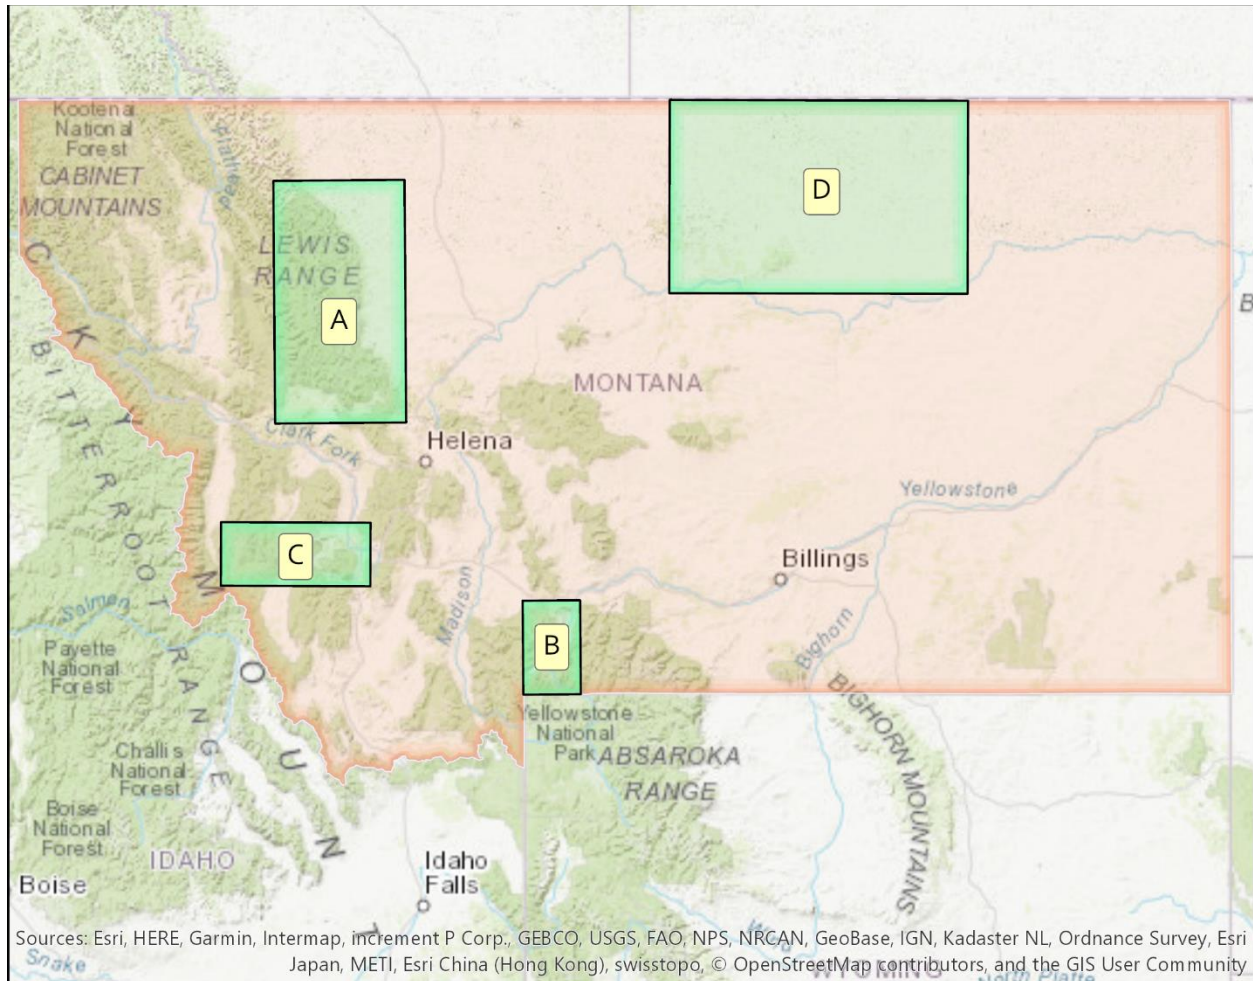 Kootenai
National
Forest
Flathead
CABINET
MOUNTAINS
LEWIS
RANGE
A
D
C
K
Y
M
O
U
N
T
B
BITTERROOT
RANGE
MONTANA
Clark Fork
Helena
Yellowstone
C
Billings
Madison
Salmon
B
Bighorn
Payette
National
Forest
Yellowstone
National
Park
ABSAROKA
RANGE
BIGHORN MOUNTAINS
Challis
National
Forest
Boise
National
Forest
IDAHO
Boise
Idaho
Falls
Snake
WYOMING
North Platte
Sources: Esri, HERE, Garmin, Intermap, increment P Corp., GEBCO, USGS, FAO, NPS, NRCAN, GeoBase, IGN, Kadaster NL, Ordnance Survey, Esri
Japan, METI, Esri China (Hong Kong), swisstopo, © OpenStreetMap contributors, and the GIS User Community